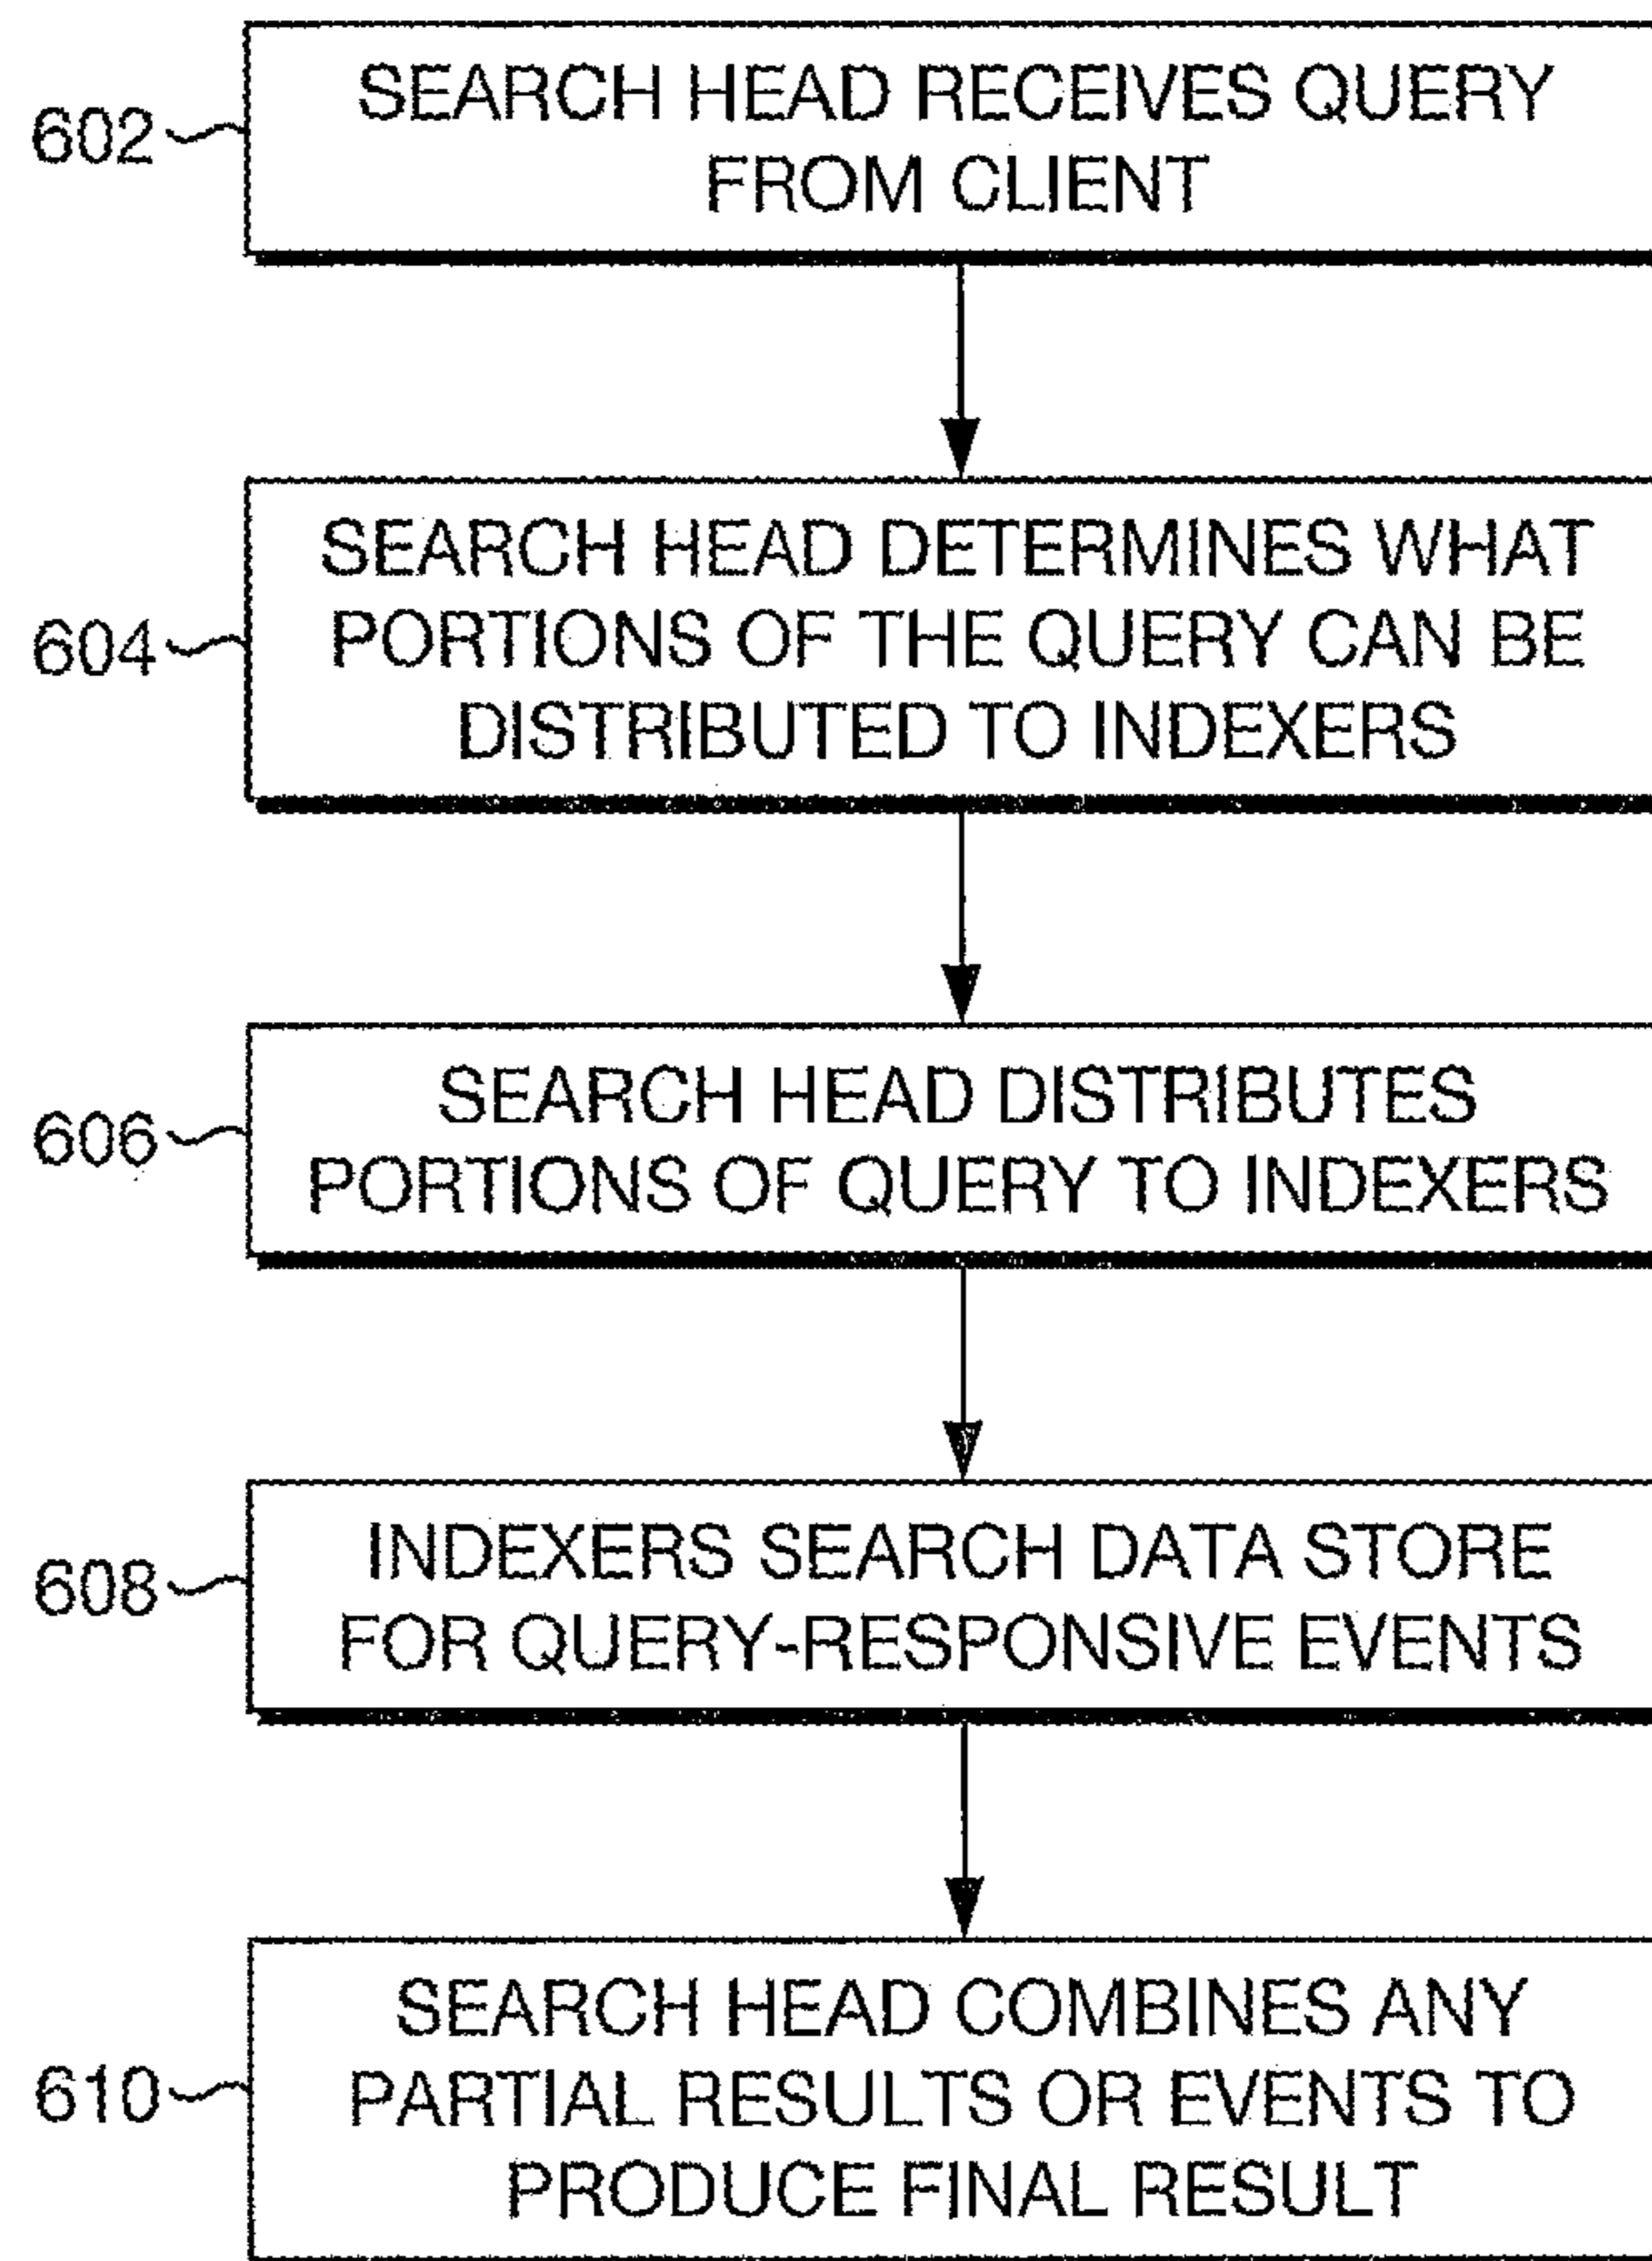 602
SEARCH HEAD RECEIVES QUERY
FROM CLIENT
604
SEARCH HEAD DETERMINES WHAT
PORTIONS OF THE QUERY CAN BE
DISTRIBUTED TO INDEXERS
606
SEARCH HEAD DISTRIBUTES
PORTIONS OF QUERY TO INDEXERS
608
INDEXERS SEARCH DATA STORE
FOR QUERY-RESPONSIVE EVENTS
610
SEARCH HEAD COMBINES ANY
PARTIAL RESULTS OR EVENTS TO
PRODUCE FINAL RESULT